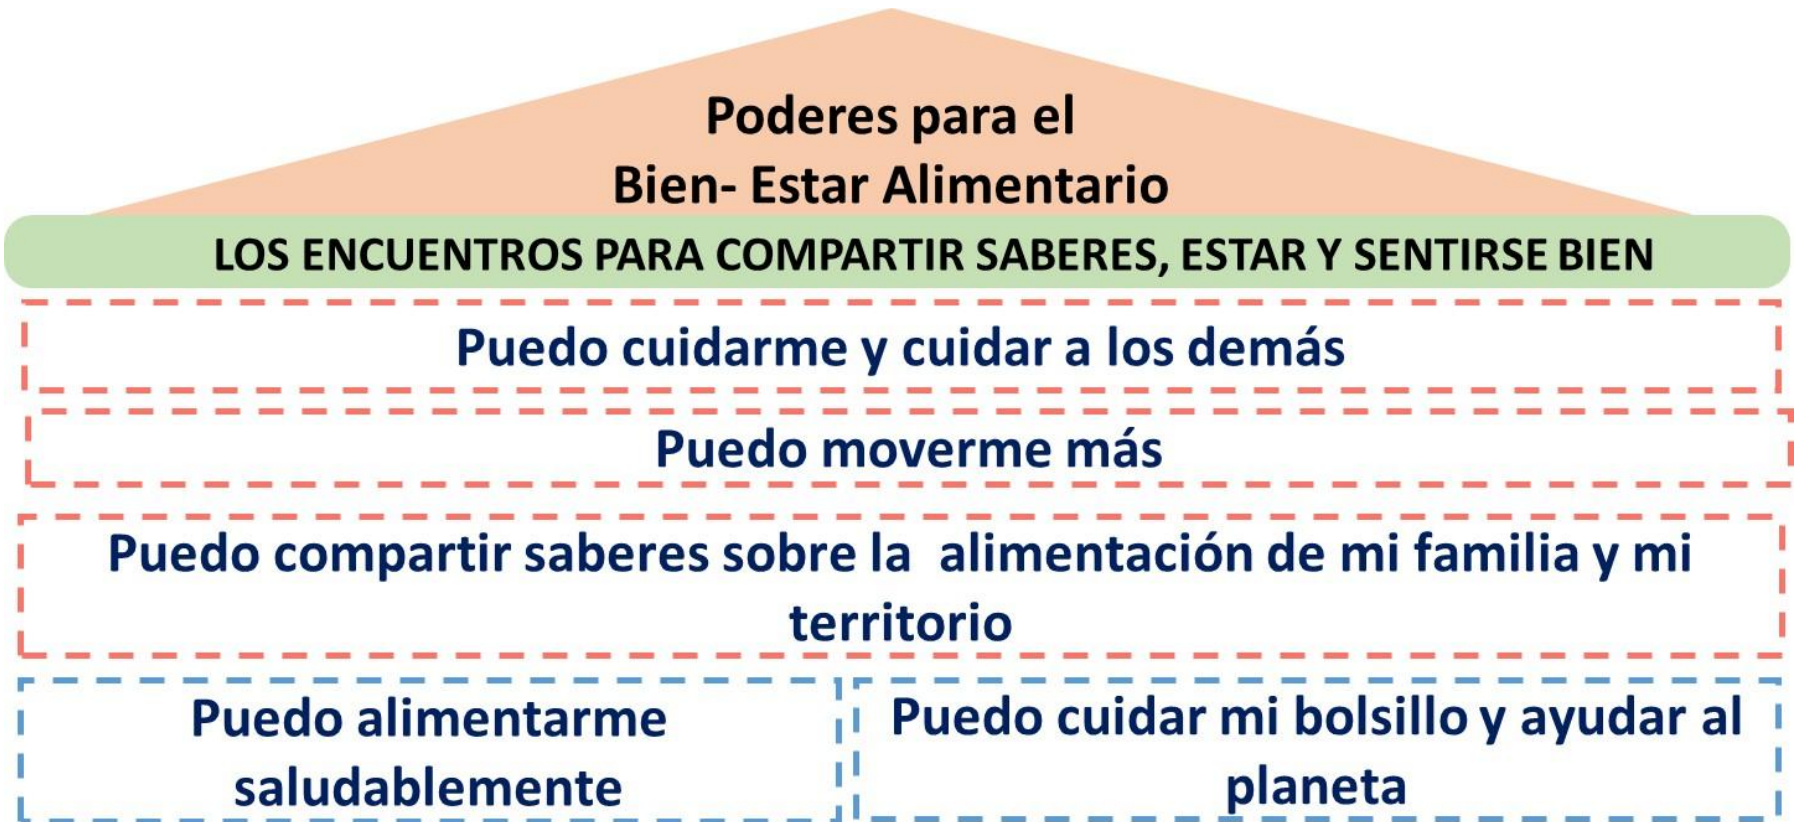 Poderes para el
Bien- Estar Alimentario
LOS ENCUENTROS PARA COMPARTIR SABERES, ESTAR Y SENTIRSE BIEN
Puedo cuidarme y cuidar a los demás
Puedo moverme más
Puedo compartir saberes sobre la  alimentación de mi familia y mi
territorio
Puedo alimentarme
saludablemente
Puedo cuidar mi bolsillo y ayudar al
planeta